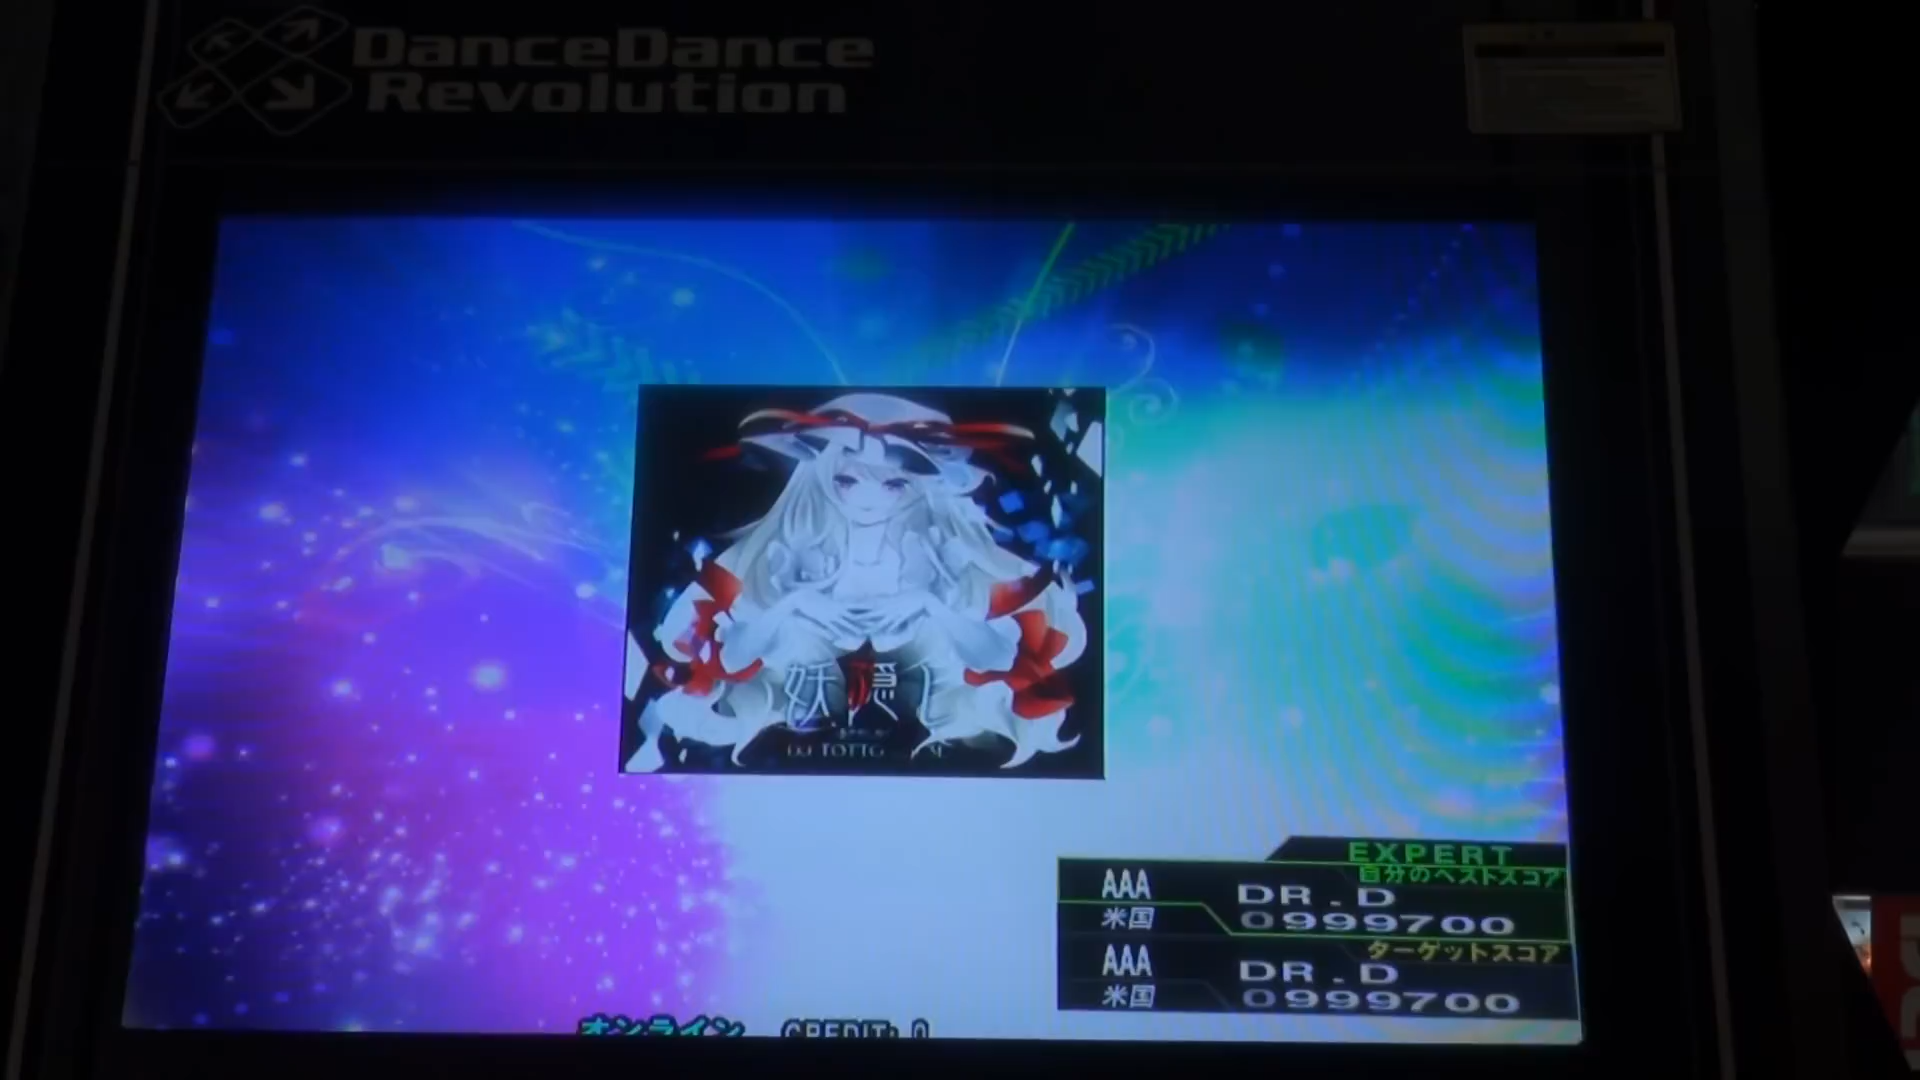 DanceDance
Revolution
妖隠し
DJ TOTTO
EXPERT
自分のベストスコア
AAA DR.D
米国 0999700
ターゲットスコア
AAA DR.D
米国 0999700
オンライン CREDIT: 0